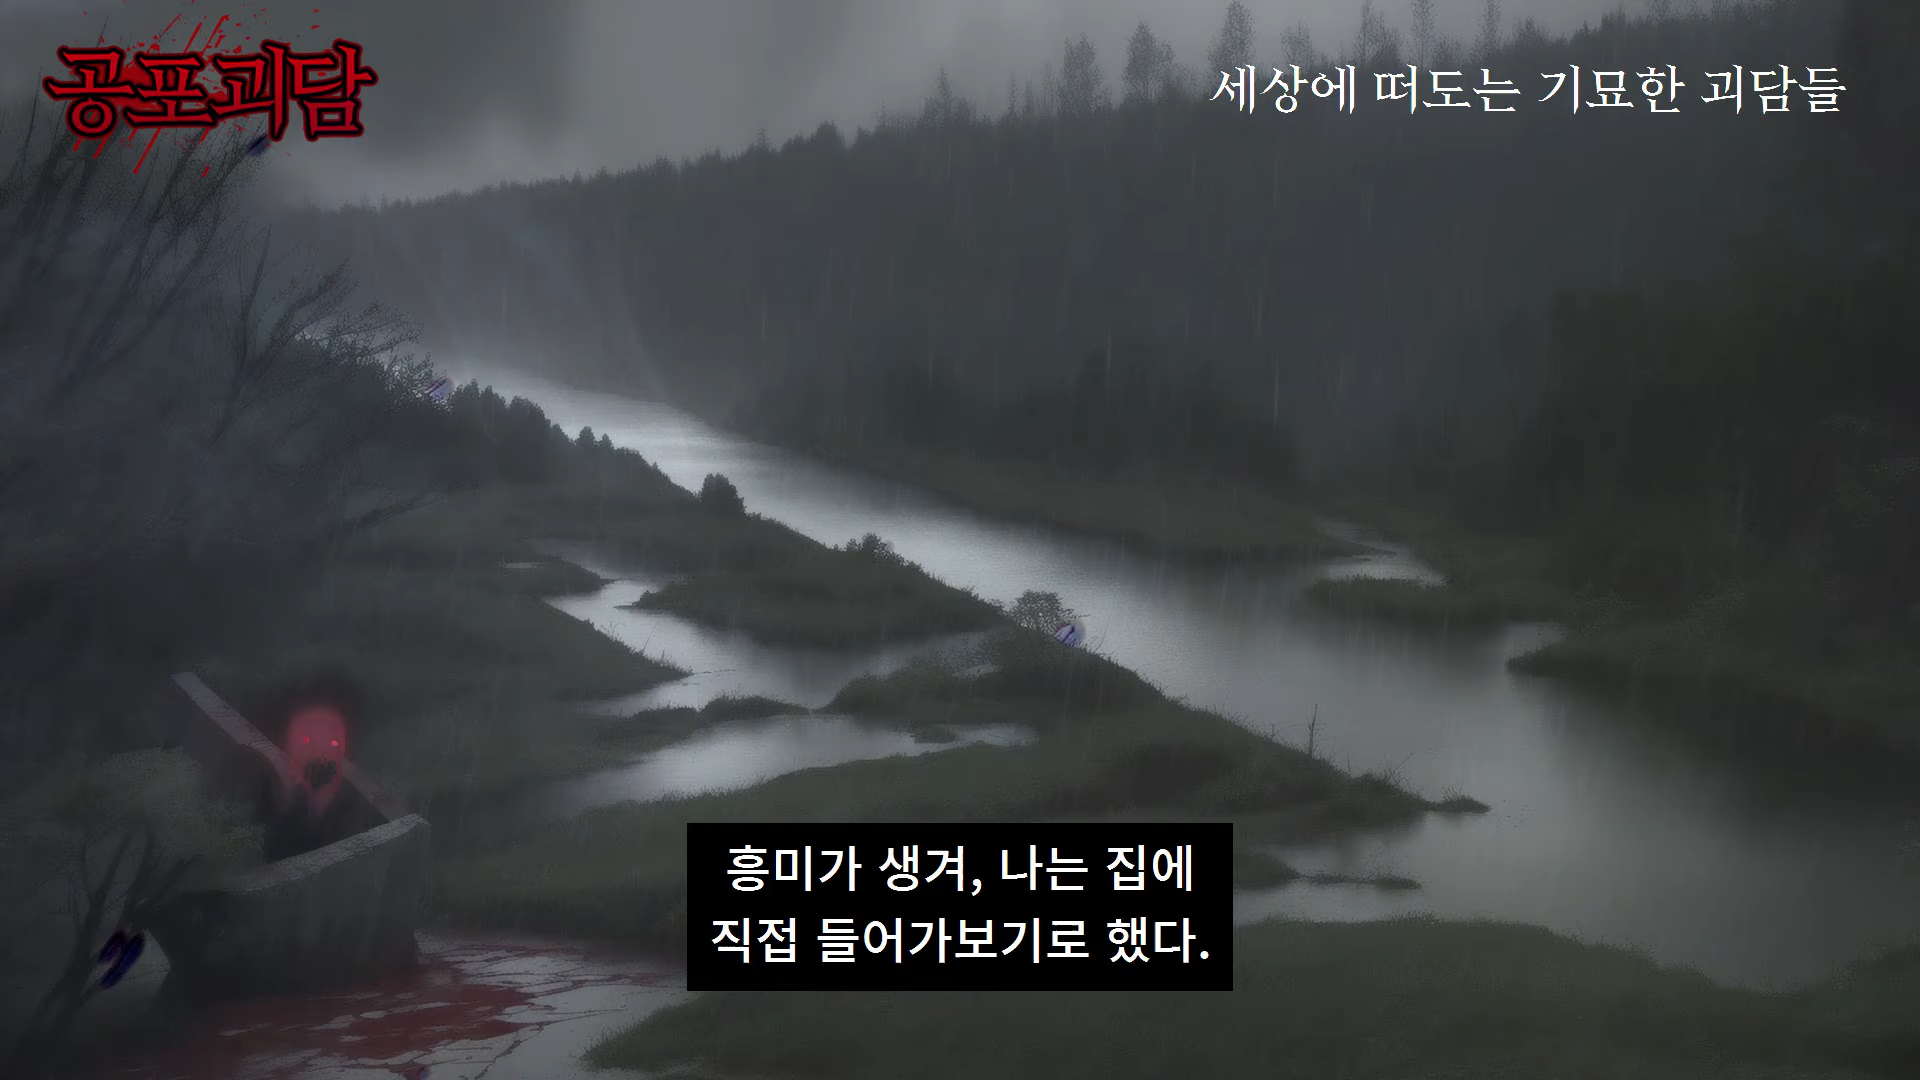 공포괴담
세상에 떠도는 기묘한 괴담들
흥미가 생겨, 나는 집에
직접 들어가보기로 했다.